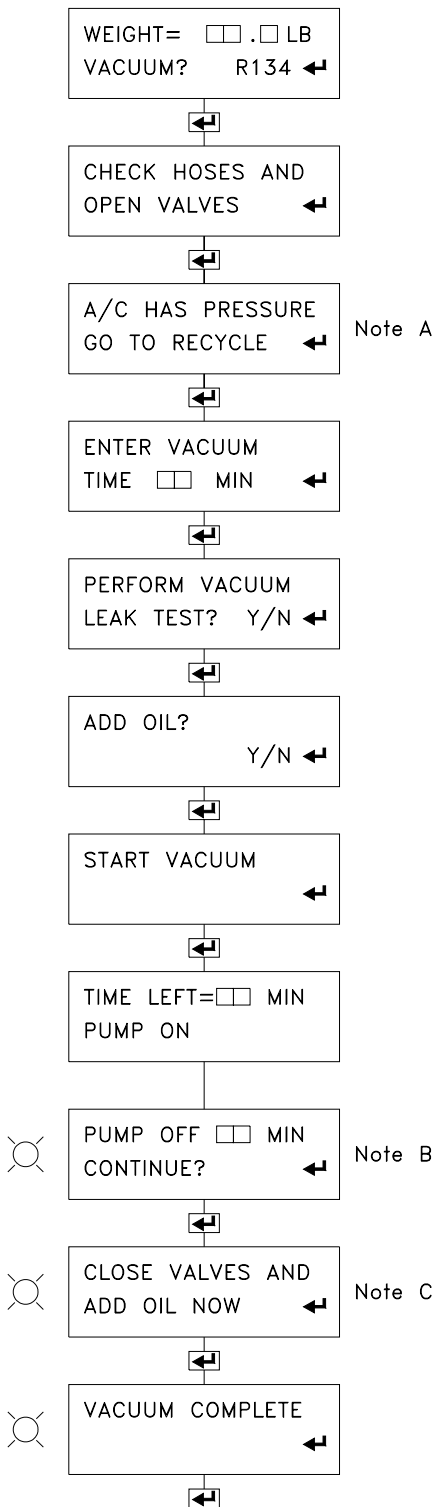 WEIGHT= □□.□ LB
VACUUM? R134 ↵
↵
CHECK HOSES AND
OPEN VALVES ↵
↵
A/C HAS PRESSURE
GO TO RECYCLE ↵
Note A
↵
ENTER VACUUM
TIME □□ MIN ↵
↵
PERFORM VACUUM
LEAK TEST? Y/N ↵
↵
ADD OIL?
Y/N ↵
↵
START VACUUM
↵
↵
TIME LEFT=□□ MIN
PUMP ON
PUMP OFF □□ MIN
CONTINUE? ↵
Note B
↵
CLOSE VALVES AND
ADD OIL NOW ↵
Note C
↵
VACUUM COMPLETE
↵
↵